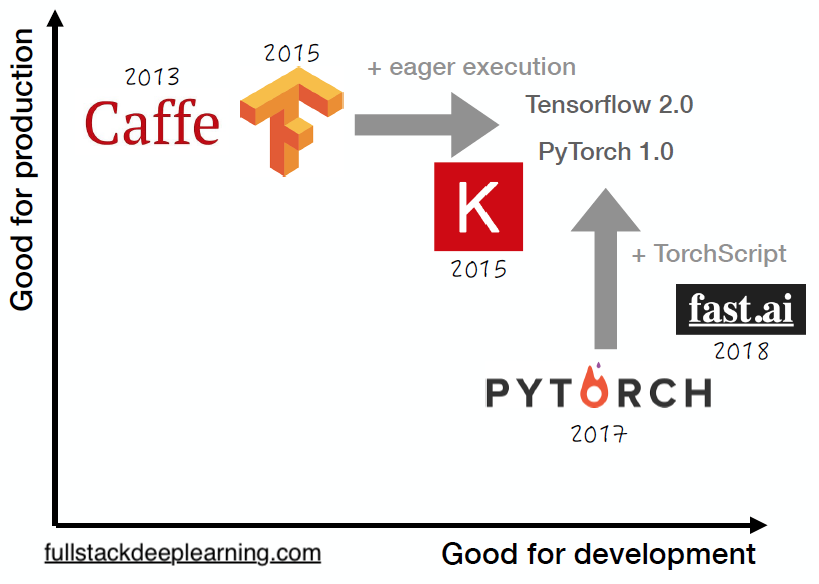 Good for production
2013
Caffe
2015
+ eager execution
Tensorflow 2.0
PyTorch 1.0
K
2015
+ TorchScript
fast.ai
2018
PYTORCH
2017
fullstackdeeplearning.com
Good for development